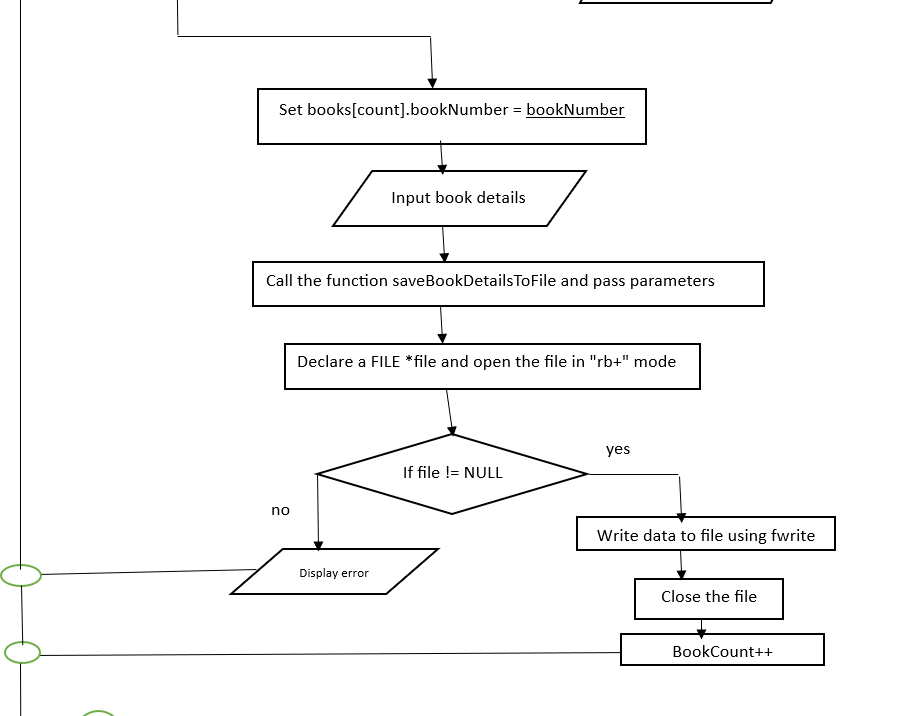 Set books[count].bookNumber = bookNumber
Input book details
Call the function saveBookDetailsToFile and pass parameters
Declare a FILE *file and open the file in "rb+" mode
yes
If file != NULL
no
Write data to file using fwrite
Display error
Close the file
BookCount++